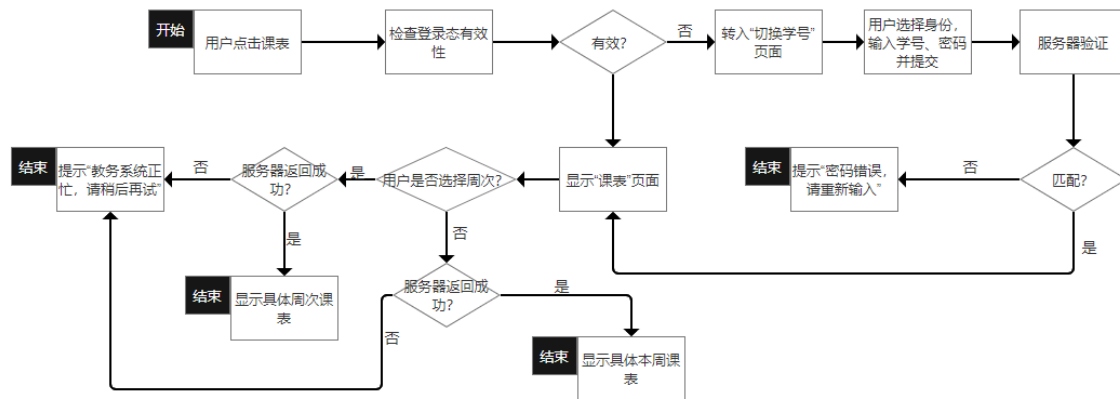 开始
用户点击课表
检查登录态有效
性
有效？
否
转入“切换学号”
页面
用户选择身份，
输入学号、密码
并提交
服务器验证
结束
提示“教务系统正
忙，请稍后再试”
否
服务器返回成
功？
是
用户是否选择周次？
显示“课表”页面
结束
提示“密码错误，
请重新输入”
否
匹配？
是
否
是
结束
显示具体周次课
表
服务器返回成
功？
是
否
结束
显示具体本周课
表